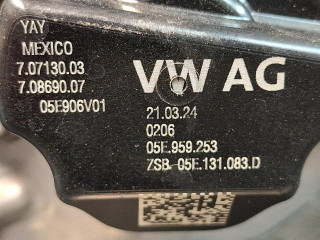 YAY
MEXICO
7.07130.03
7.08690.07
05E906V01
VW AG
21.03.24
0206
05E.959.253
ZSB 05E.131.083.D